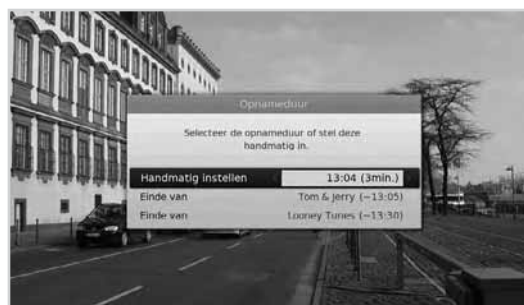 Opnameduur
Selecteer de opnameduur of stel deze
handmatig in.
Handmatig instellen 13:04 (3min.)
Einde van Tom & Jerry (~13:05)
Einde van Looney Tunes (~13:30)